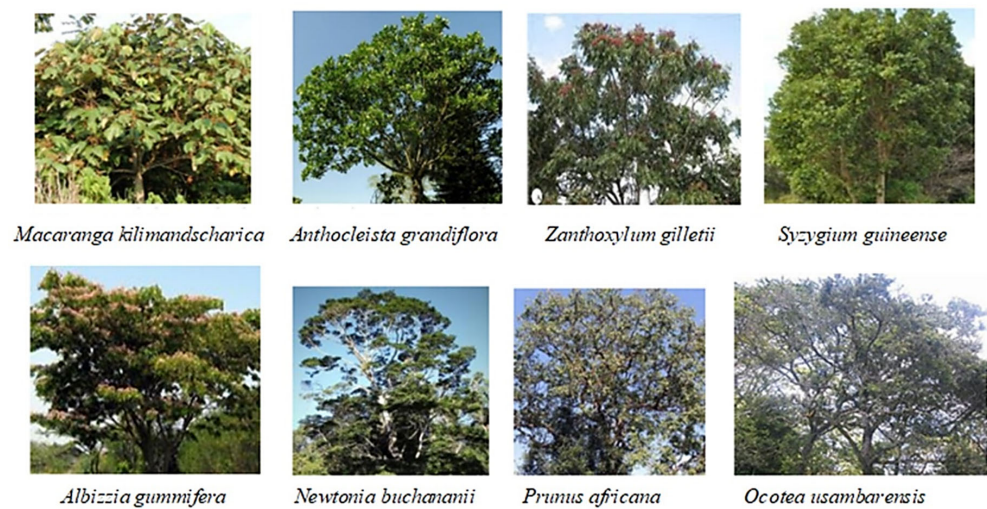 Macaranga kilimandscharica
Anthocleista grandiflora
Zanthoxylum gilletii
Syzygium guineense
Albizzia gummifera
Newtonia buchananii
Prunus africana
Ocotea usambarensis